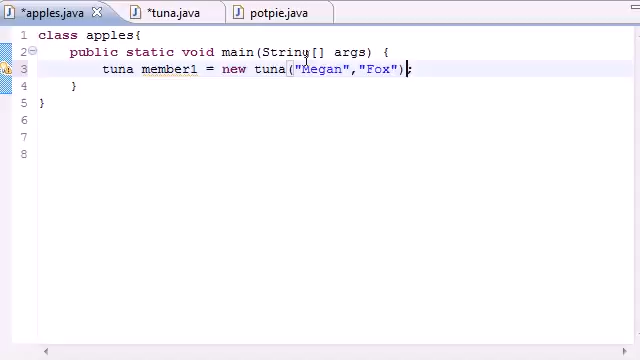 *apples.java *tuna.java potpie.java
1 class apples{
2 public static void main(String[] args) {
3 tuna member1 = new tuna("Megan","Fox");
4 }
5 }
6
7
8